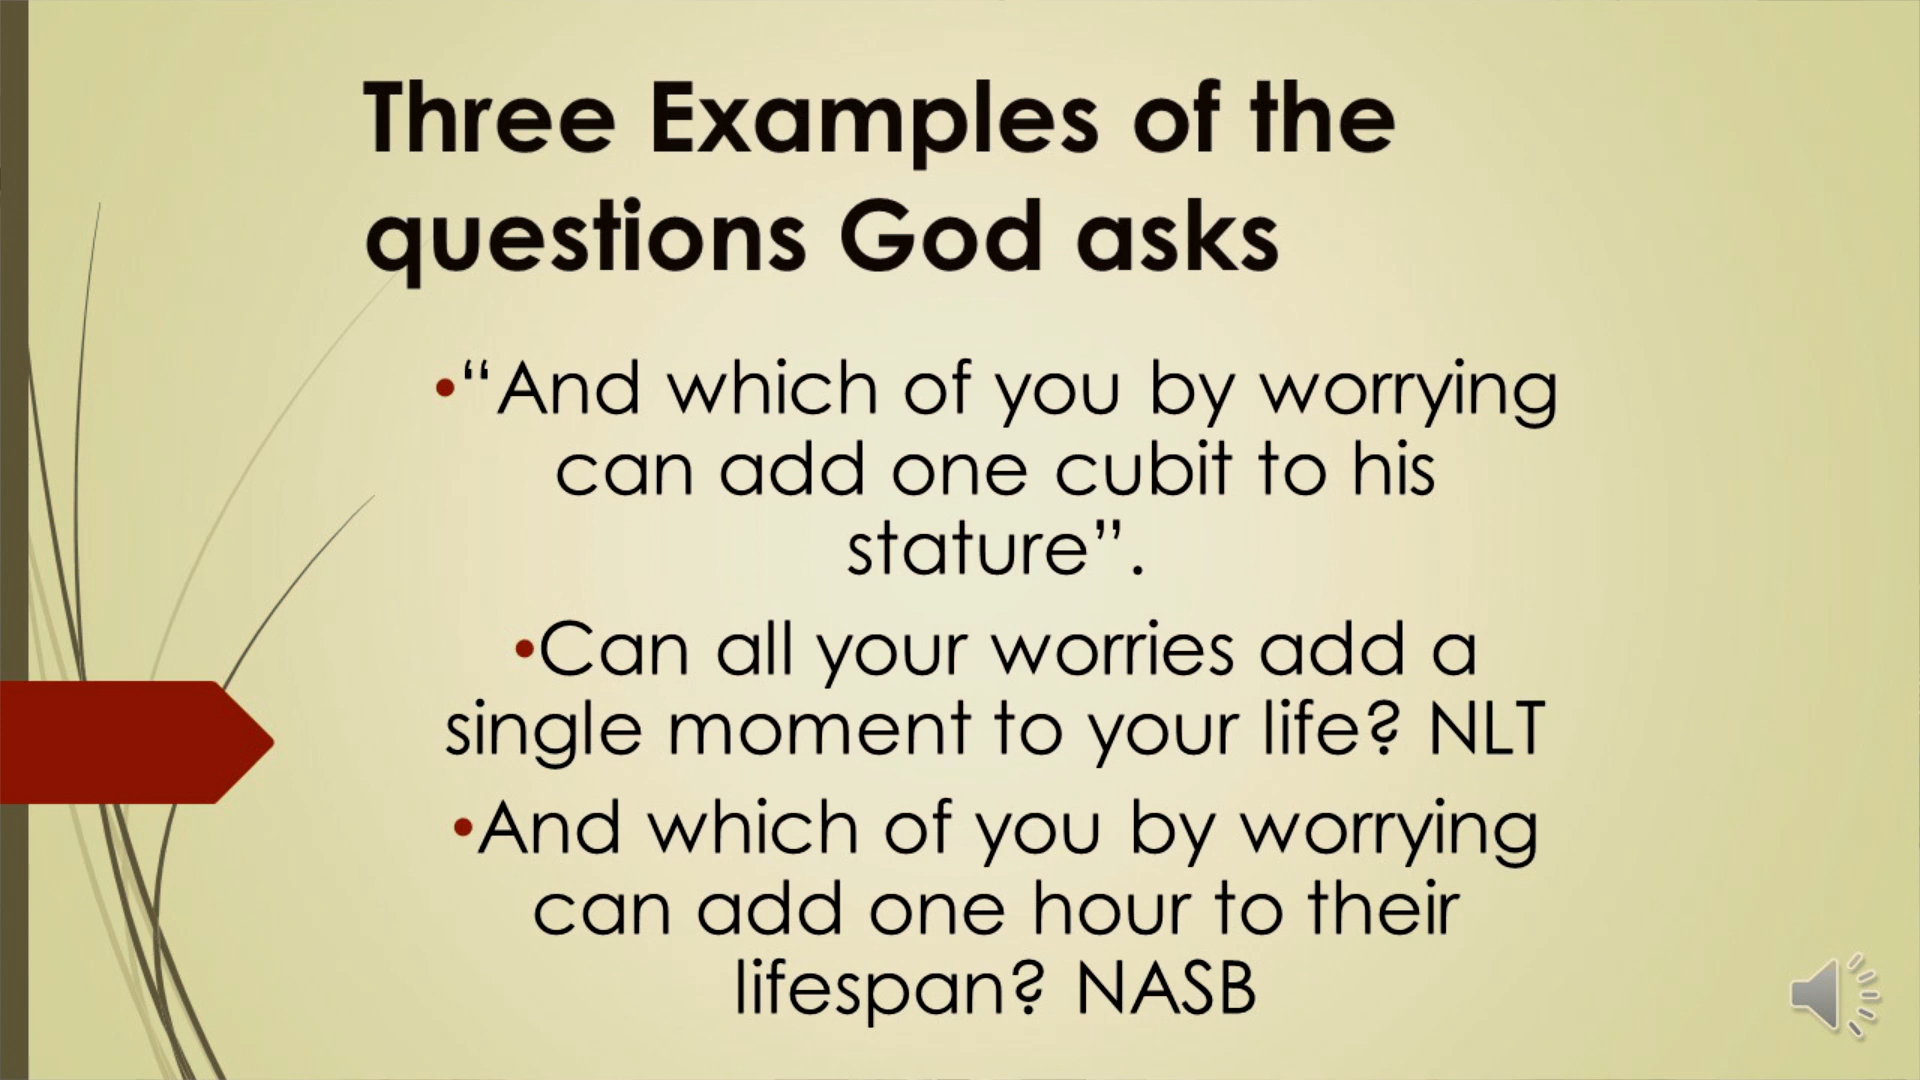 Three Examples of the
questions God asks
•“And which of you by worrying
can add one cubit to his
stature”.
•Can all your worries add a
single moment to your life? NLT
•And which of you by worrying
can add one hour to their
lifespan? NASB